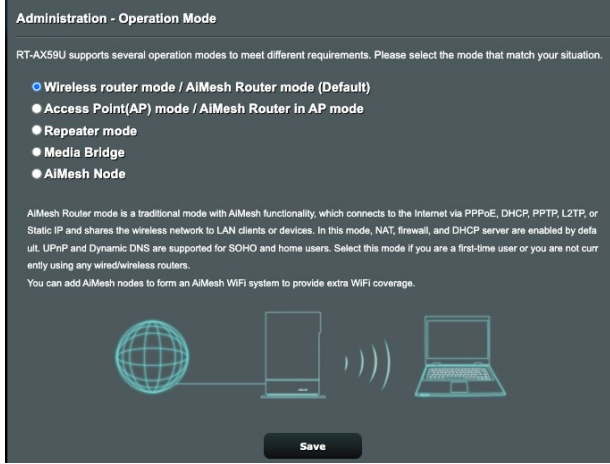 Administration - Operation Mode
RT-AX59U supports several operation modes to meet different requirements. Please select the mode that match your situation.
Wireless router mode / AiMesh Router mode (Default)
Access Point(AP) mode / AiMesh Router in AP mode
Repeater mode
Media Bridge
AiMesh Node
AiMesh Router mode is a traditional mode with AiMesh functionality, which connects to the Internet via PPPoE, DHCP, PPTP, L2TP, or
Static IP and shares the wireless network to LAN clients or devices. In this mode, NAT, firewall, and DHCP server are enabled by defa
ult. UPnP and Dynamic DNS are supported for SOHO and home users. Select this mode if you are a first-time user or you are not curr
ently using any wired/wireless routers.
You can add AiMesh nodes to form an AiMesh WiFi system to provide extra WiFi coverage.
Save